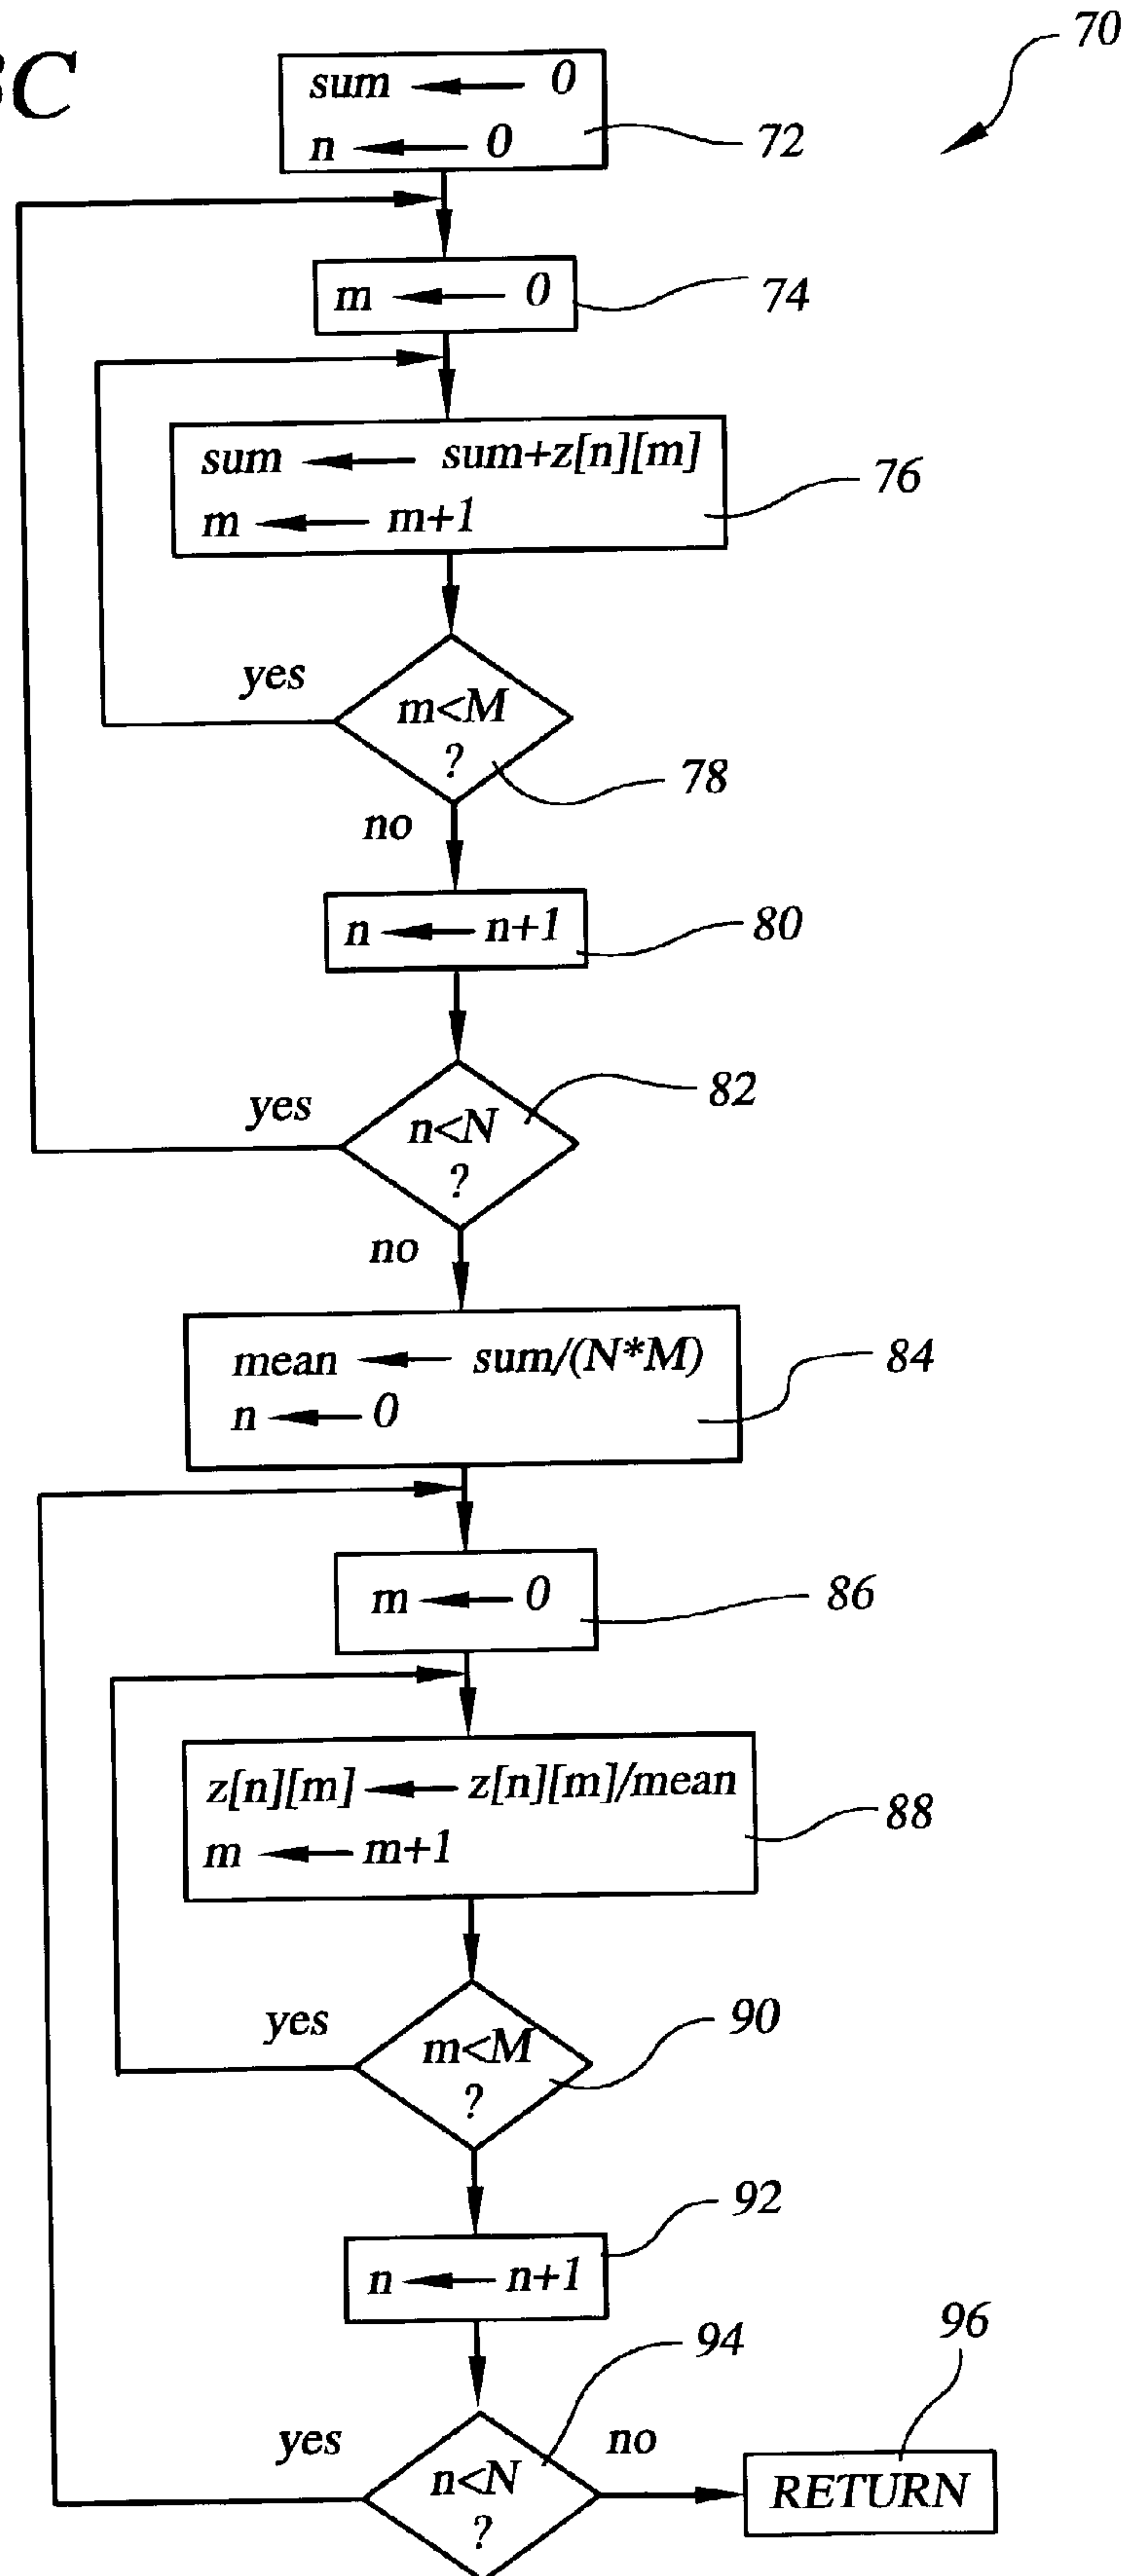 3C
70
sum ← 0
n ← 0
72
m ← 0
74
sum ← sum+z[n][m]
m ← m+1
76
yes
m<M
?
78
no
n ← n+1
80
yes
n<N
?
82
no
mean ← sum/(N*M)
n ← 0
84
m ← 0
86
z[n][m] ← z[n][m]/mean
m ← m+1
88
yes
m<M
?
90
n ← n+1
92
94
96
yes
n<N
?
no
RETURN